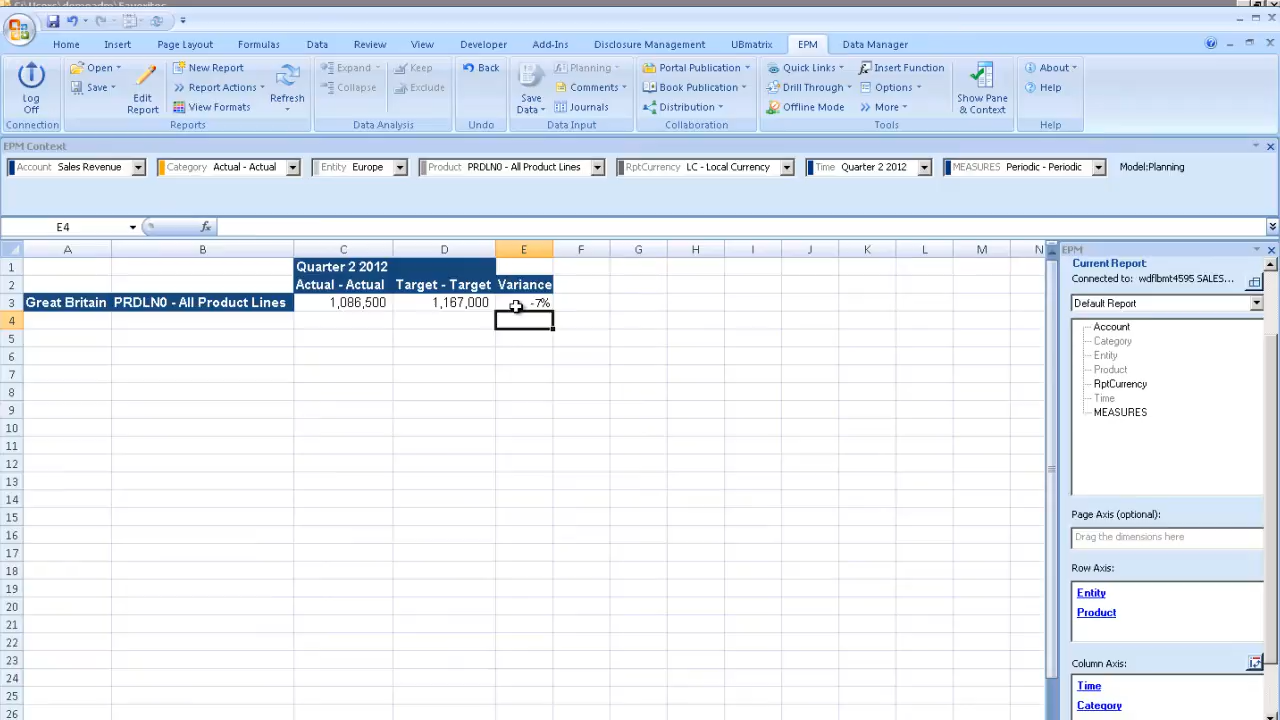 C:\Users\demoadm\Favorites
Home Insert Page Layout Formulas Data Review View Developer Add-Ins Disclosure Management UBmatrix EPM Data Manager
Log Off
Connection
Open
Save
Edit Report
New Report
Report Actions
View Formats
Refresh
Reports
Expand
Collapse
Keep
Exclude
Data Analysis
Back
Undo
Save Data
Planning
Comments
Journals
Data Input
Portal Publication
Book Publication
Distribution
Collaboration
Quick Links
Drill Through
Offline Mode
Insert Function
Options
More
Show Pane & Context
Tools
About
Help
Help
EPM Context
Account Sales Revenue Category Actual - Actual Entity Europe Product PRDLN0 - All Product Lines RptCurrency LC - Local Currency Time Quarter 2 2012 MEASURES Periodic - Periodic Model:Planning
E4 fx
A B C D E F G H I J K L M N
1 Quarter 2 2012
2 Actual - Actual Target - Target Variance
3 Great Britain PRDLN0 - All Product Lines 1,086,500 1,167,000 -7%
4
5
6
7
8
9
10
11
12
13
14
15
16
17
18
19
20
21
22
23
24
25
26
EPM
Current Report:
Connected to: wdflbmt4595 SALES...
Default Report
Account
Category
Entity
Product
RptCurrency
Time
MEASURES
Page Axis (optional):
Drag the dimensions here
Row Axis:
Entity
Product
Column Axis:
Time
Category